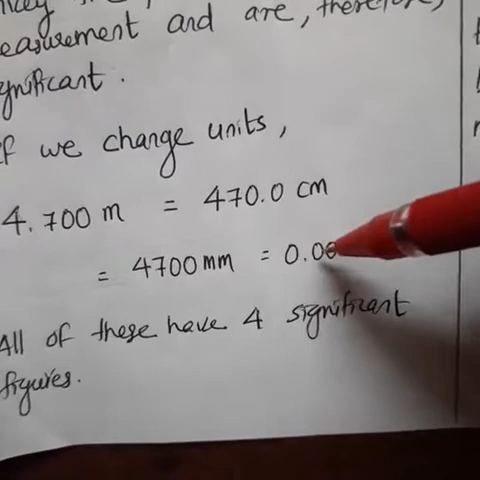 easurement and are, therefore,
gnificant.
f we change units,
4.700 m = 470.0 cm
= 4700 mm = 0.00
All of these have 4 significant
figures.